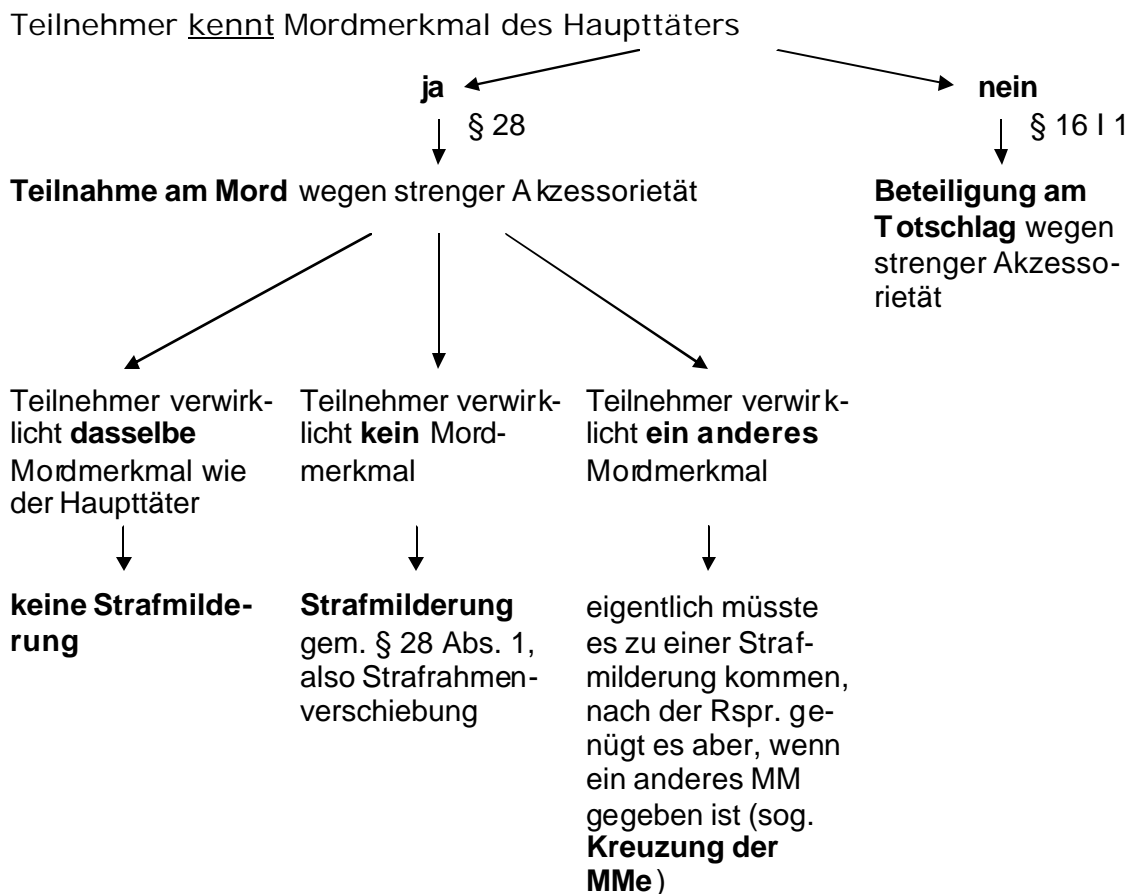 Teilnehmer kennt Mordmerkmal des Haupttäters
ja
nein
§ 28
§ 16 I 1
Teilnahme am Mord wegen strenger Akzessorietät
Beteiligung am
Totschlag wegen
strenger Akzesso-
rietät
Teilnehmer verwirk-
licht dasselbe
Mordmerkmal wie
der Haupttäter
Teilnehmer verwirk-
licht kein Mord-
merkmal
Teilnehmer verwirk-
licht ein anderes
Mordmerkmal
keine Strafmilde-
rung
Strafmilderung
gem. § 28 Abs. 1,
also Strafrahmen-
verschiebung
eigentlich müsste
es zu einer Straf-
milderung kommen,
nach der Rspr. ge-
nügt es aber, wenn
ein anderes MM
gegeben ist (sog.
Kreuzung der
MMe)